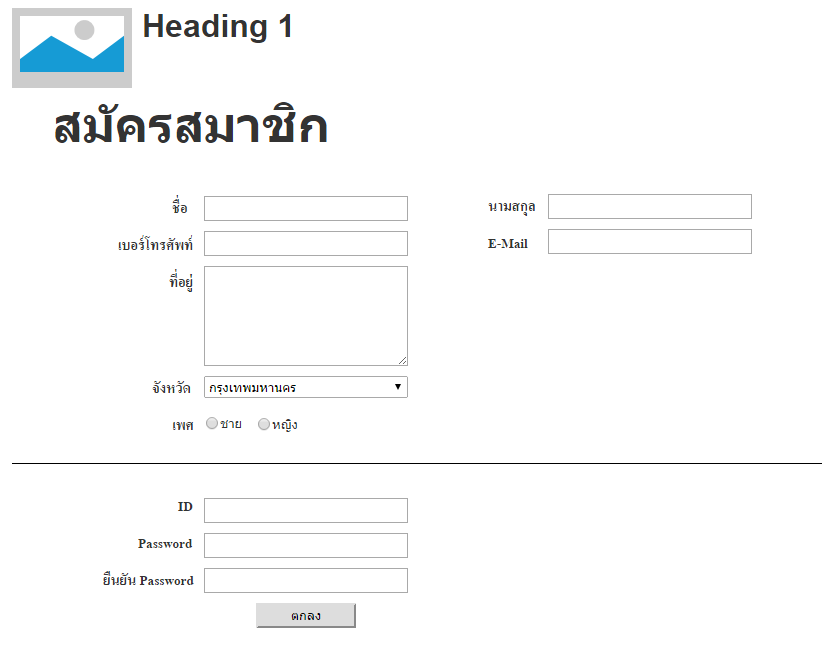 Heading 1
สมัครสมาชิก
ชื่อ นามสกุล
เบอร์โทรศัพท์ E-Mail
ที่อยู่
จังหวัด กรุงเทพมหานคร
เพศ ชาย หญิง
ID
Password
ยืนยัน Password
ตกลง